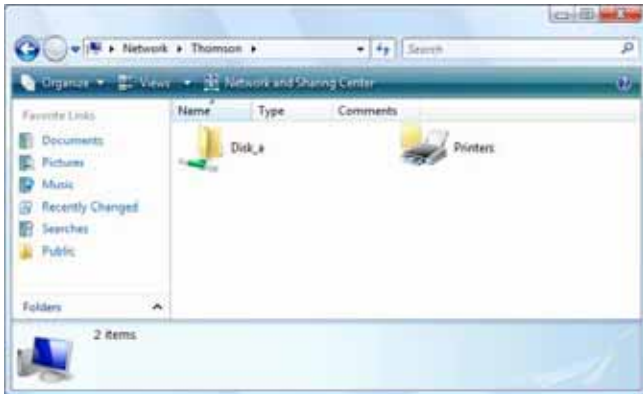 Network ▸ Thomson ▸
Search
Organize
Views
Network and Sharing Center
Favorite Links
Name
Type
Comments
Documents
Pictures
Music
Recently Changed
Searches
Public
Disk_a
Printers
Folders
2 items